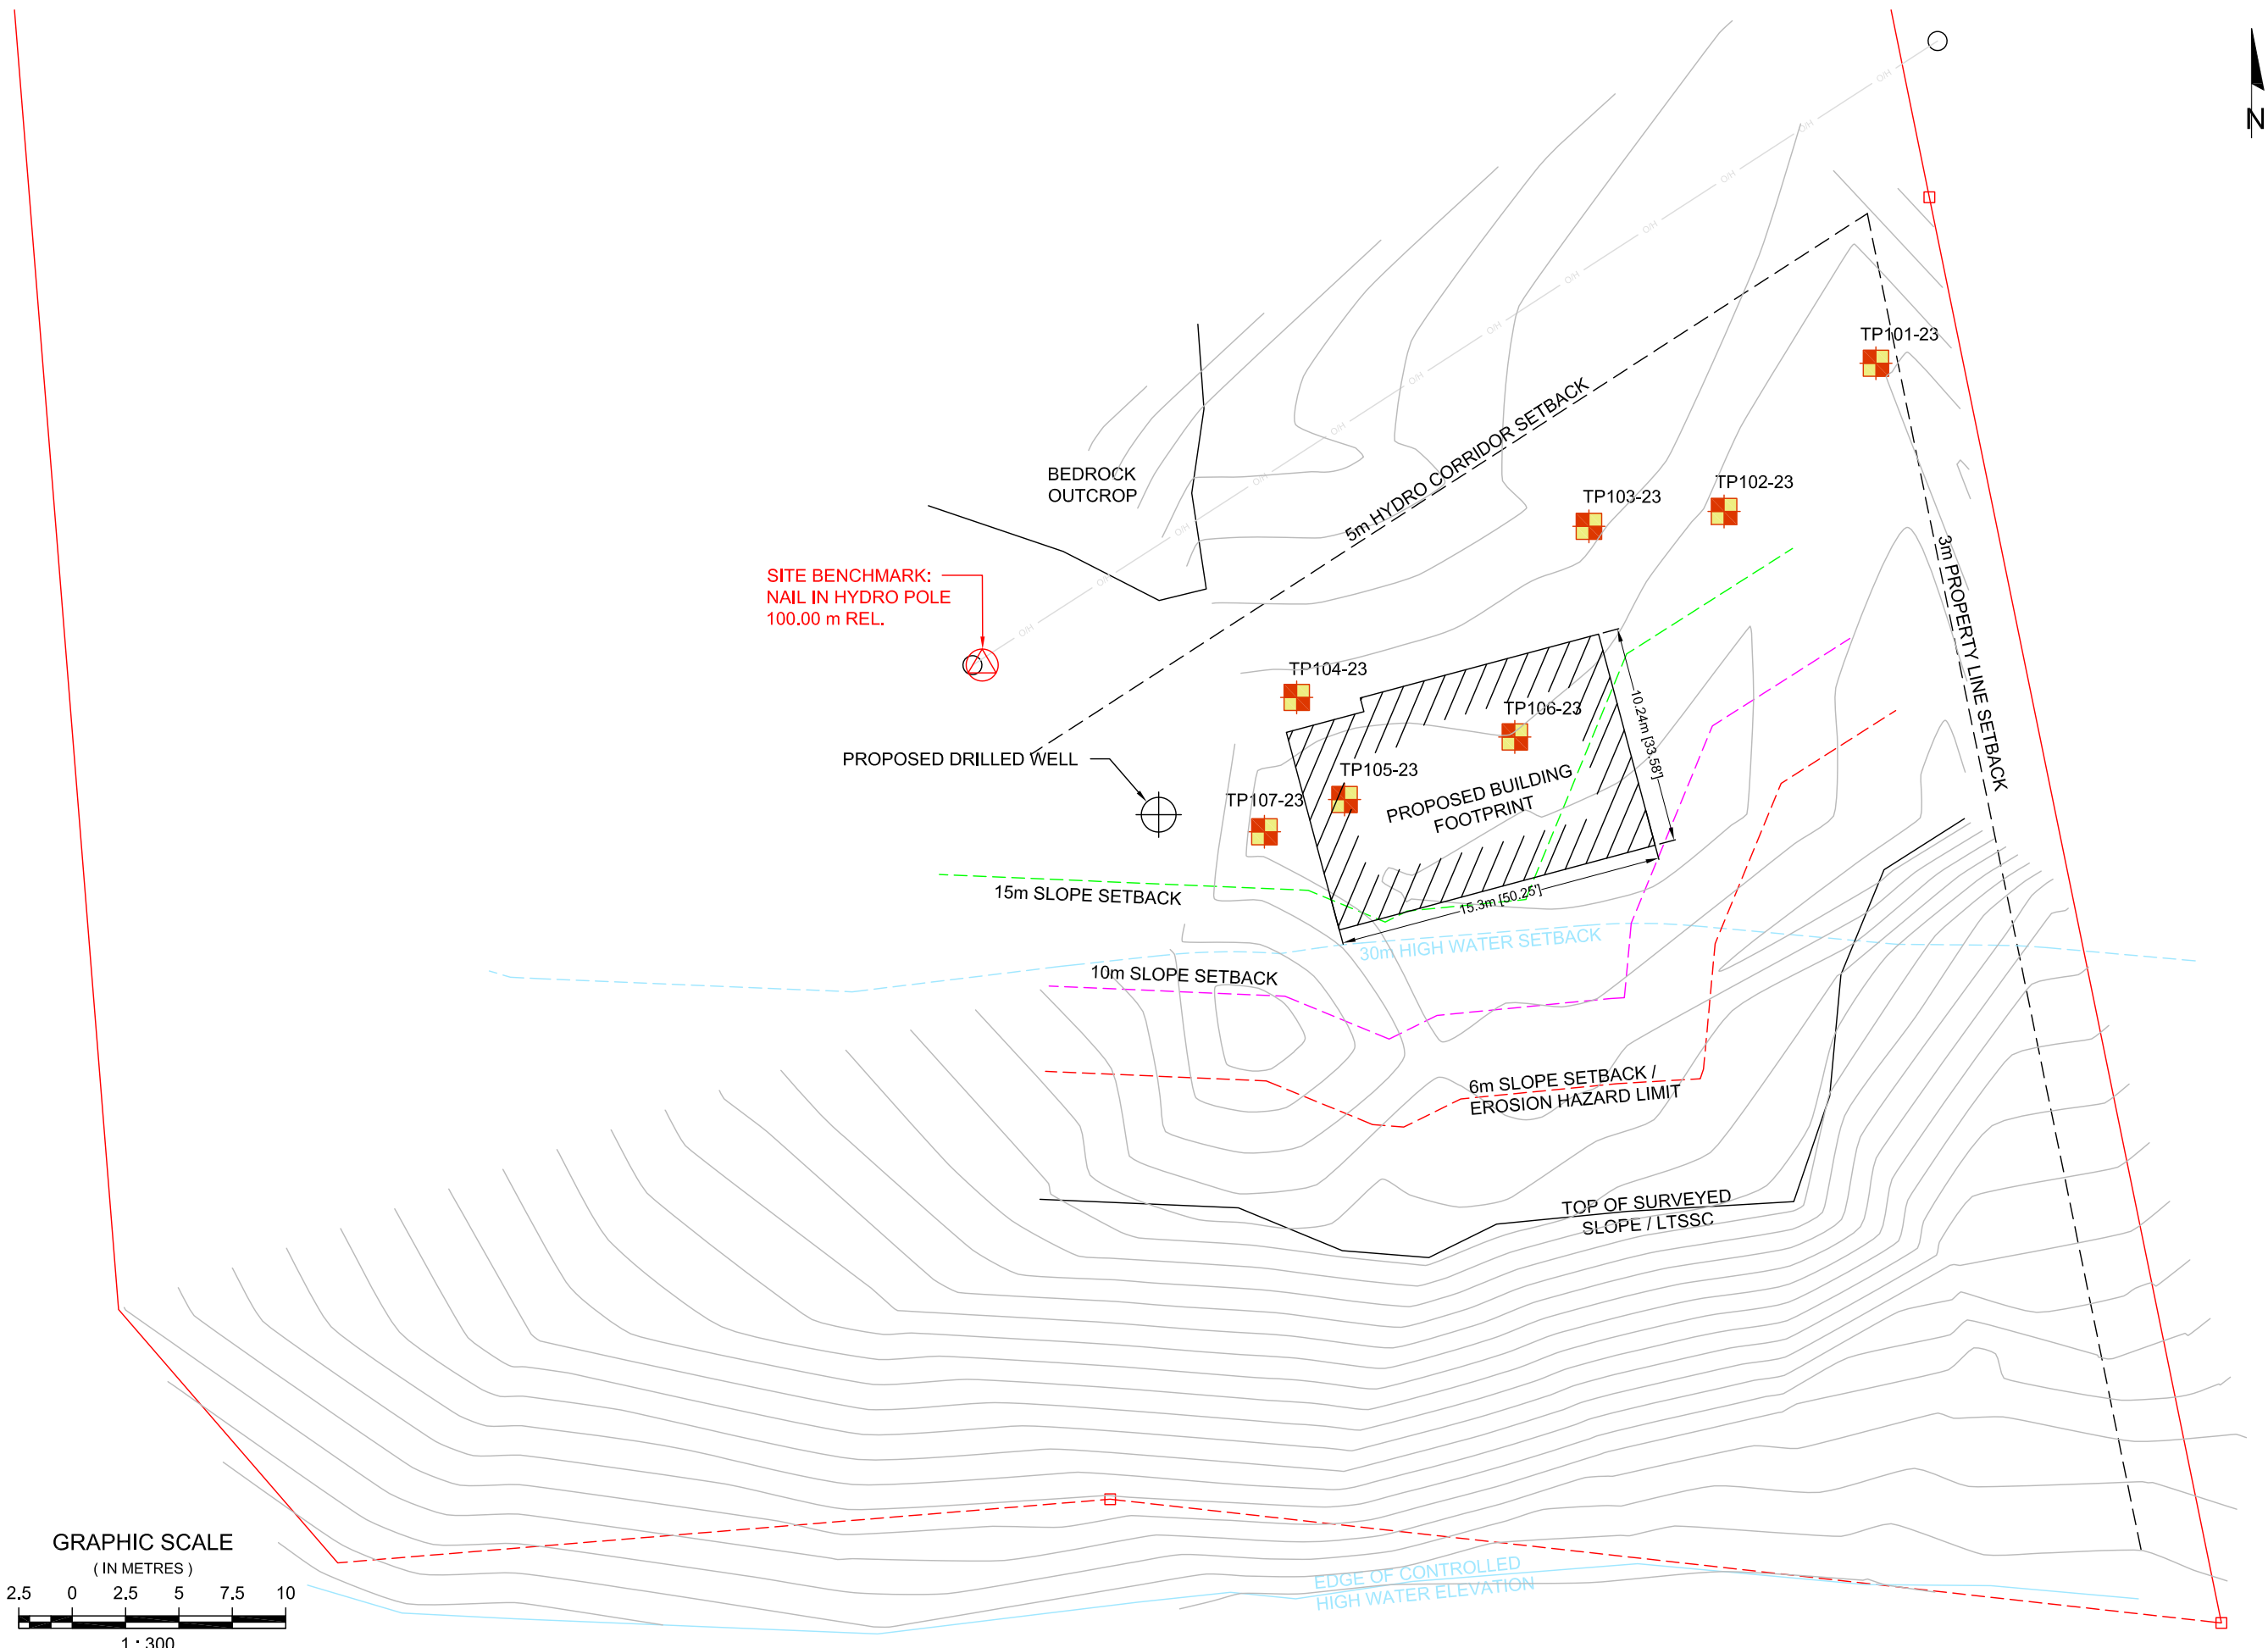 N
O/H
O/H
O/H
O/H
O/H
O/H
O/H
O/H
O/H
O/H
O/H
O/H
TP101-23
5m HYDRO CORRIDOR SETBACK
BEDROCK
OUTCROP
TP103-23
TP102-23
3m PROPERTY LINE SETBACK
SITE BENCHMARK:
NAIL IN HYDRO POLE
100.00 m REL.
TP104-23
TP106-23
10.24m [33.58']
PROPOSED DRILLED WELL
TP105-23
TP107-23
PROPOSED BUILDING
FOOTPRINT
15m SLOPE SETBACK
15.3m [50.25']
30m HIGH WATER SETBACK
10m SLOPE SETBACK
6m SLOPE SETBACK /
EROSION HAZARD LIMIT
TOP OF SURVEYED
SLOPE / LTSSC
EDGE OF CONTROLLED
HIGH WATER ELEVATION
GRAPHIC SCALE
( IN METRES )
2.5 0 2.5 5 7.5 10
1 : 300